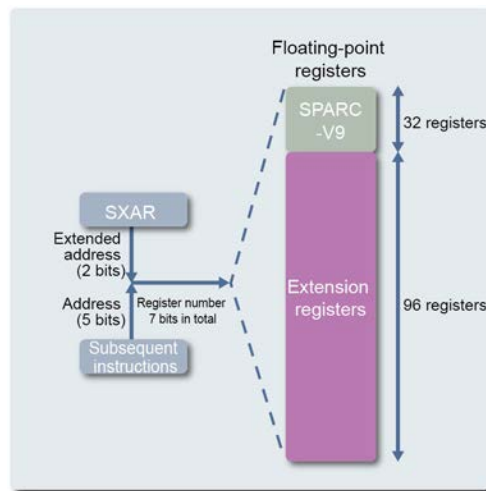 Floating-point
registers
SPARC
-V9
32 registers
SXAR
Extended
address
(2 bits)
Address
(5 bits)
Register number
7 bits in total
Subsequent
instructions
Extension
registers
96 registers